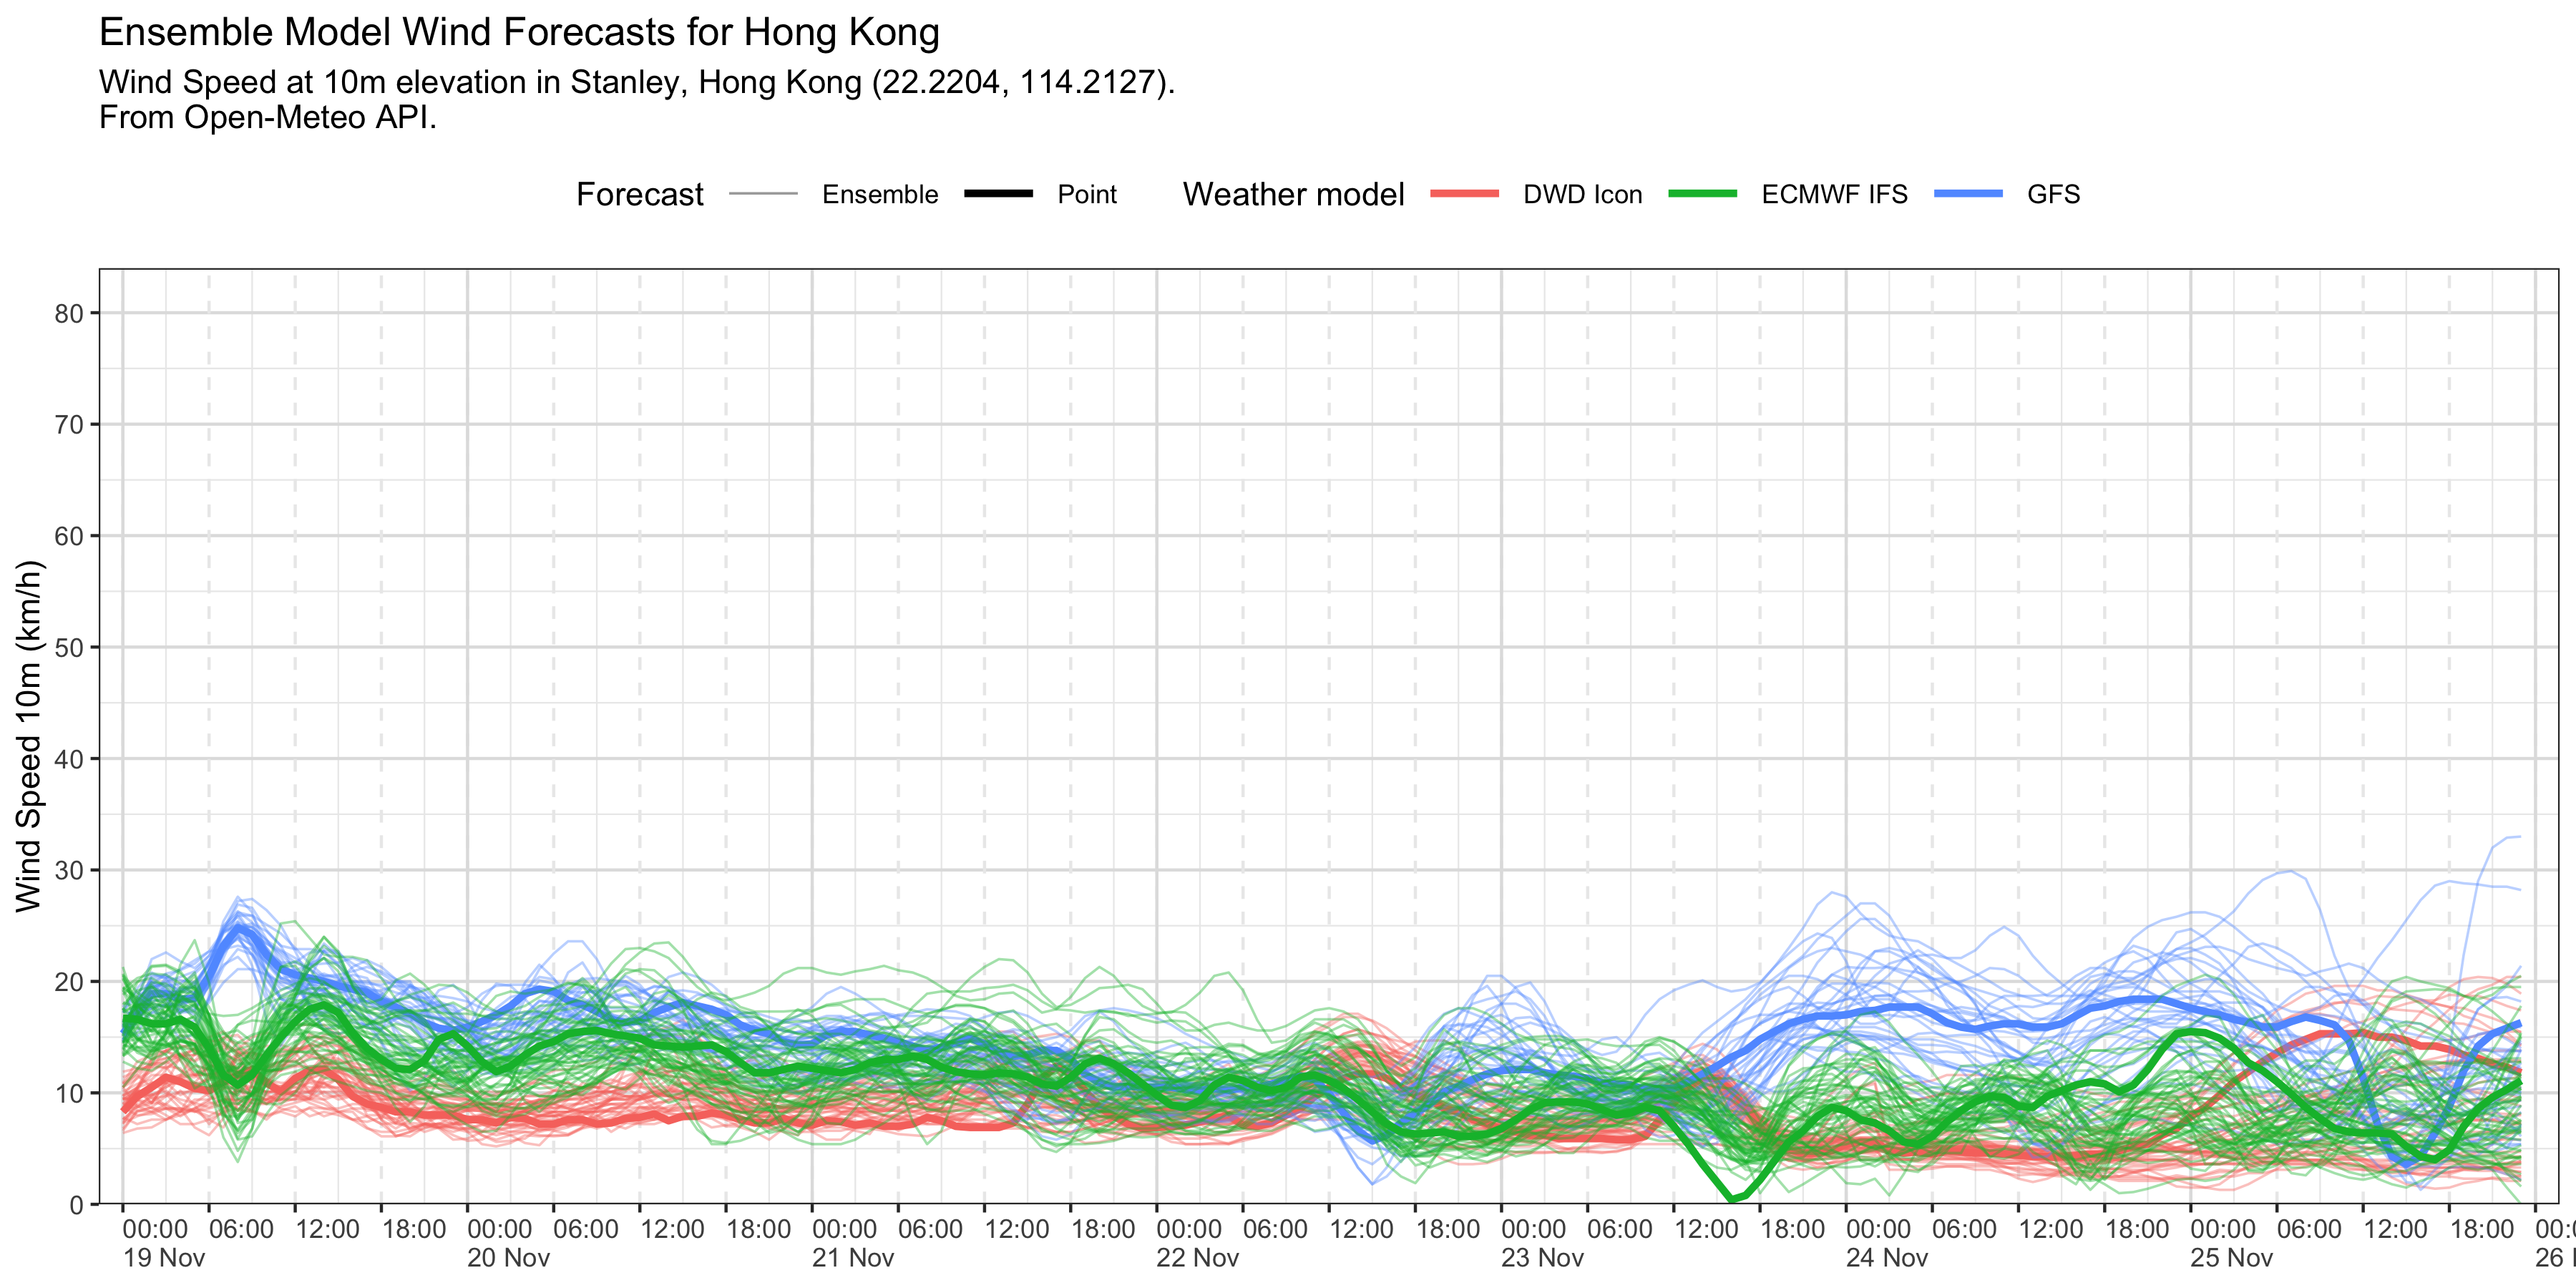 Ensemble Model Wind Forecasts for Hong Kong
Wind Speed at 10m elevation in Stanley, Hong Kong (22.2204, 114.2127).
From Open-Meteo API.
Forecast Ensemble Point Weather model DWD Icon ECMWF IFS GFS
Wind Speed 10m (km/h)
80
70
60
50
40
30
20
10
0
00:00 06:00 12:00 18:00 00:00 06:00 12:00 18:00 00:00 06:00 12:00 18:00 00:00 06:00 12:00 18:00 00:00 06:00 12:00 18:00 00:00 06:00 12:00 18:00 00:00 06:00 12:00 18:00
19 Nov 20 Nov 21 Nov 22 Nov 23 Nov 24 Nov 25 Nov 26